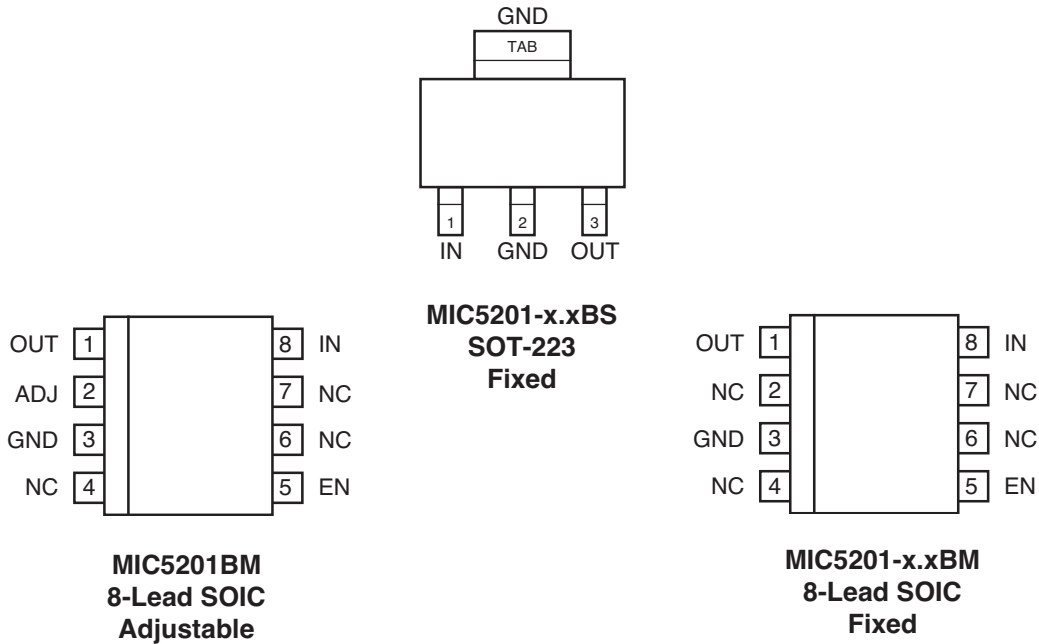 GND
TAB
1 2 3
IN GND OUT
MIC5201-x.xBS
SOT-223
Fixed
OUT 1 8 IN
ADJ 2 7 NC
GND 3 6 NC
NC 4 5 EN
MIC5201BM
8-Lead SOIC
Adjustable
OUT 1 8 IN
NC 2 7 NC
GND 3 6 NC
NC 4 5 EN
MIC5201-x.xBM
8-Lead SOIC
Fixed